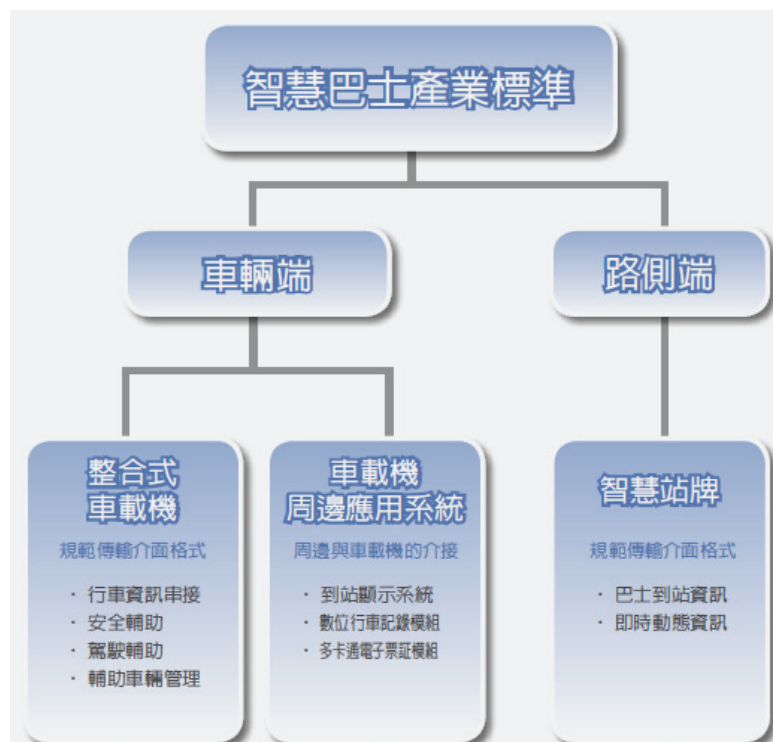 智慧巴士產業標準
車輛端
路側端
整合式
車載機
規範傳輸介面格式
· 行車資訊串接
· 安全輔助
· 駕駛輔助
· 輔助車輛管理
車載機
周邊應用系統
周邊與車載機的介接
· 到站顯示系統
· 數位行車記錄模組
· 多卡通電子票証模組
智慧站牌
規範傳輸介面格式
· 巴士到站資訊
· 即時動態資訊